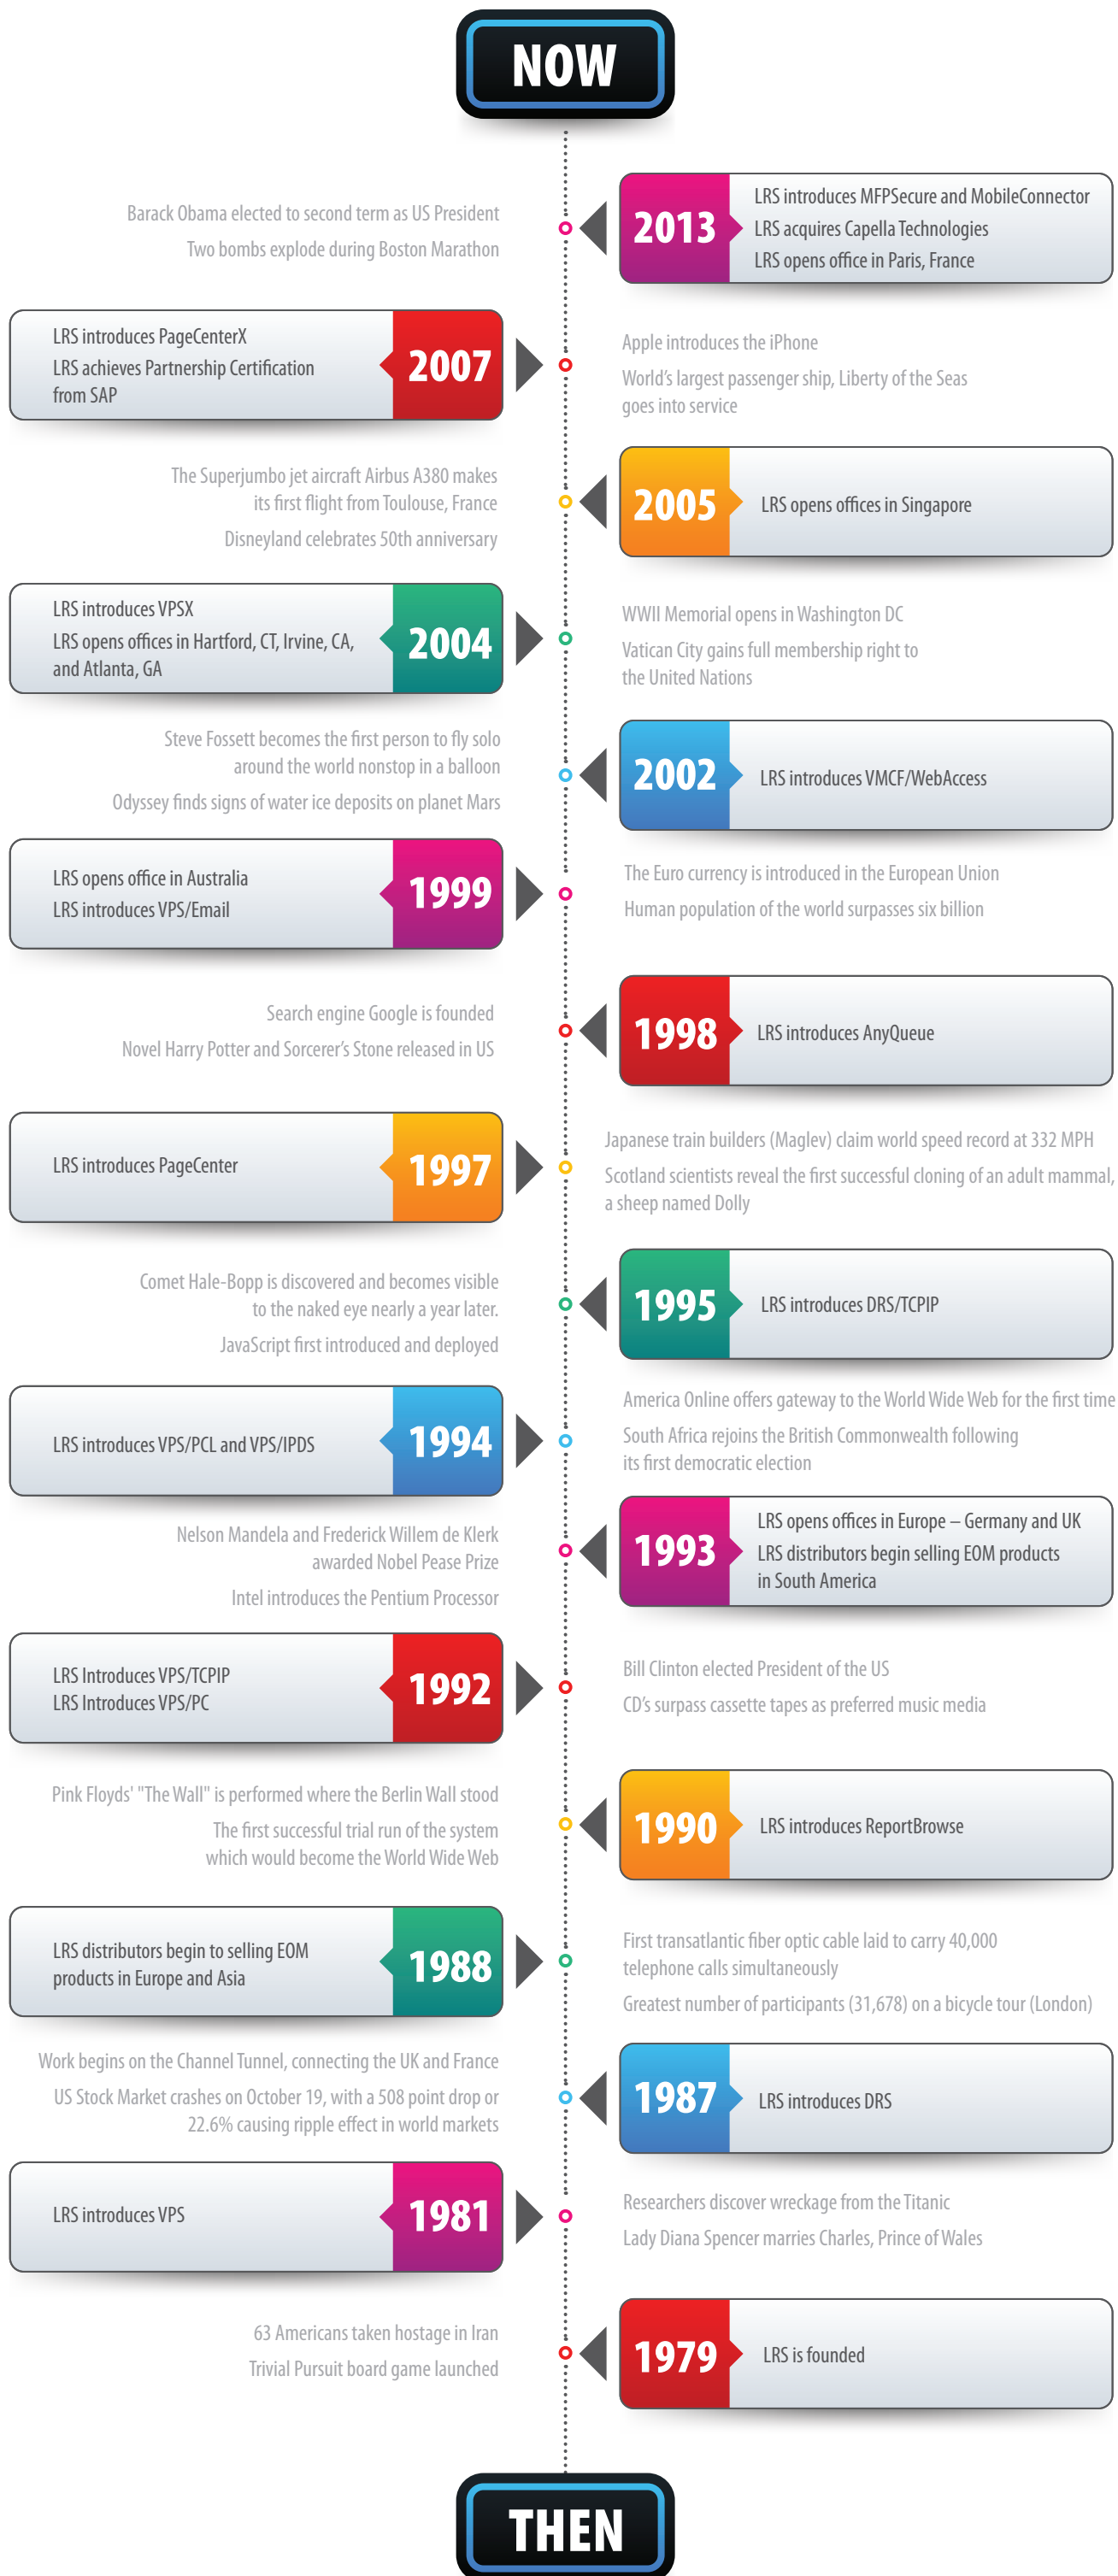 NOW
Barack Obama elected to second term as US President
Two bombs explode during Boston Marathon
2013
LRS introduces MFPSecure and MobileConnector
LRS acquires Capella Technologies
LRS opens office in Paris, France
LRS introduces PageCenterX
LRS achieves Partnership Certification
from SAP
2007
Apple introduces the iPhone
World's largest passenger ship, Liberty of the Seas
goes into service
The Superjumbo jet aircraft Airbus A380 makes
its first flight from Toulouse, France
Disneyland celebrates 50th anniversary
2005
LRS opens offices in Singapore
LRS introduces VPSX
LRS opens offices in Hartford, CT, Irvine, CA,
and Atlanta, GA
2004
WWII Memorial opens in Washington DC
Vatican City gains full membership right to
the United Nations
Steve Fossett becomes the first person to fly solo
around the world nonstop in a balloon
Odyssey finds signs of water ice deposits on planet Mars
2002
LRS introduces VMCF/WebAccess
LRS opens office in Australia
LRS introduces VPS/Email
1999
The Euro currency is introduced in the European Union
Human population of the world surpasses six billion
Search engine Google is founded
Novel Harry Potter and Sorcerer's Stone released in US
1998
LRS introduces AnyQueue
LRS introduces PageCenter
1997
Japanese train builders (Maglev) claim world speed record at 332 MPH
Scotland scientists reveal the first successful cloning of an adult mammal,
a sheep named Dolly
Comet Hale-Bopp is discovered and becomes visible
to the naked eye nearly a year later.
JavaScript first introduced and deployed
1995
LRS introduces DRS/TCPIP
LRS introduces VPS/PCL and VPS/IPDS
1994
America Online offers gateway to the World Wide Web for the first time
South Africa rejoins the British Commonwealth following
its first democratic election
Nelson Mandela and Frederick Willem de Klerk
awarded Nobel Pease Prize
Intel introduces the Pentium Processor
1993
LRS opens offices in Europe – Germany and UK
LRS distributors begin selling EOM products
in South America
LRS Introduces VPS/TCPIP
LRS Introduces VPS/PC
1992
Bill Clinton elected President of the US
CD's surpass cassette tapes as preferred music media
Pink Floyds' "The Wall" is performed where the Berlin Wall stood
The first successful trial run of the system
which would become the World Wide Web
1990
LRS introduces ReportBrowse
LRS distributors begin to selling EOM
products in Europe and Asia
1988
First transatlantic fiber optic cable laid to carry 40,000
telephone calls simultaneously
Greatest number of participants (31,678) on a bicycle tour (London)
Work begins on the Channel Tunnel, connecting the UK and France
US Stock Market crashes on October 19, with a 508 point drop or
22.6% causing ripple effect in world markets
1987
LRS introduces DRS
LRS introduces VPS
1981
Researchers discover wreckage from the Titanic
Lady Diana Spencer marries Charles, Prince of Wales
63 Americans taken hostage in Iran
Trivial Pursuit board game launched
1979
LRS is founded
THEN